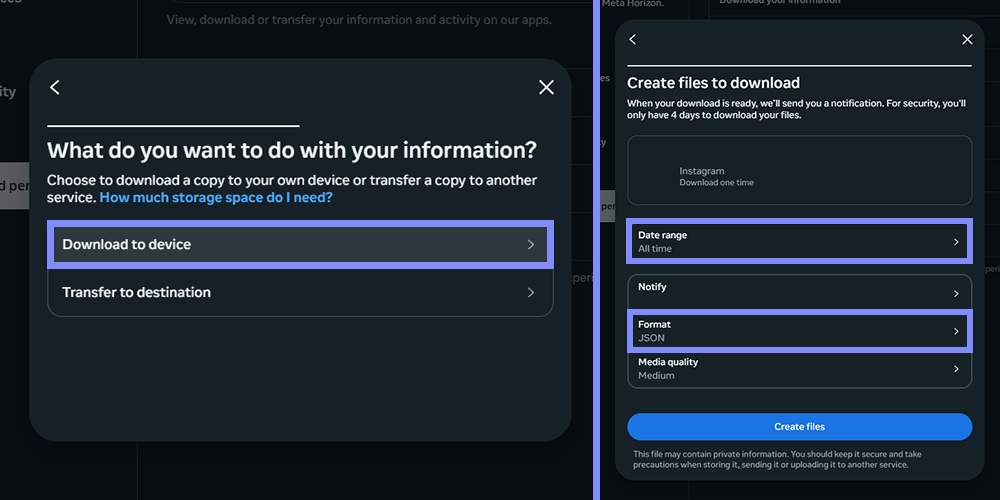 View, download or transfer your information and activity on our apps.
What do you want to do with your information?
Choose to download a copy to your own device or transfer a copy to another
service. How much storage space do I need?
Download to device
Transfer to destination
Meta Horizon.
Download your information
Create files to download
When your download is ready, we'll send you a notification. For security, you'll
only have 4 days to download your files.
Instagram
Download one time
Date range
All time
Notify
Format
JSON
Media quality
Medium
Create files
This file may contain private information. You should keep it secure and take
precautions when storing it, sending it or uploading it to another service.